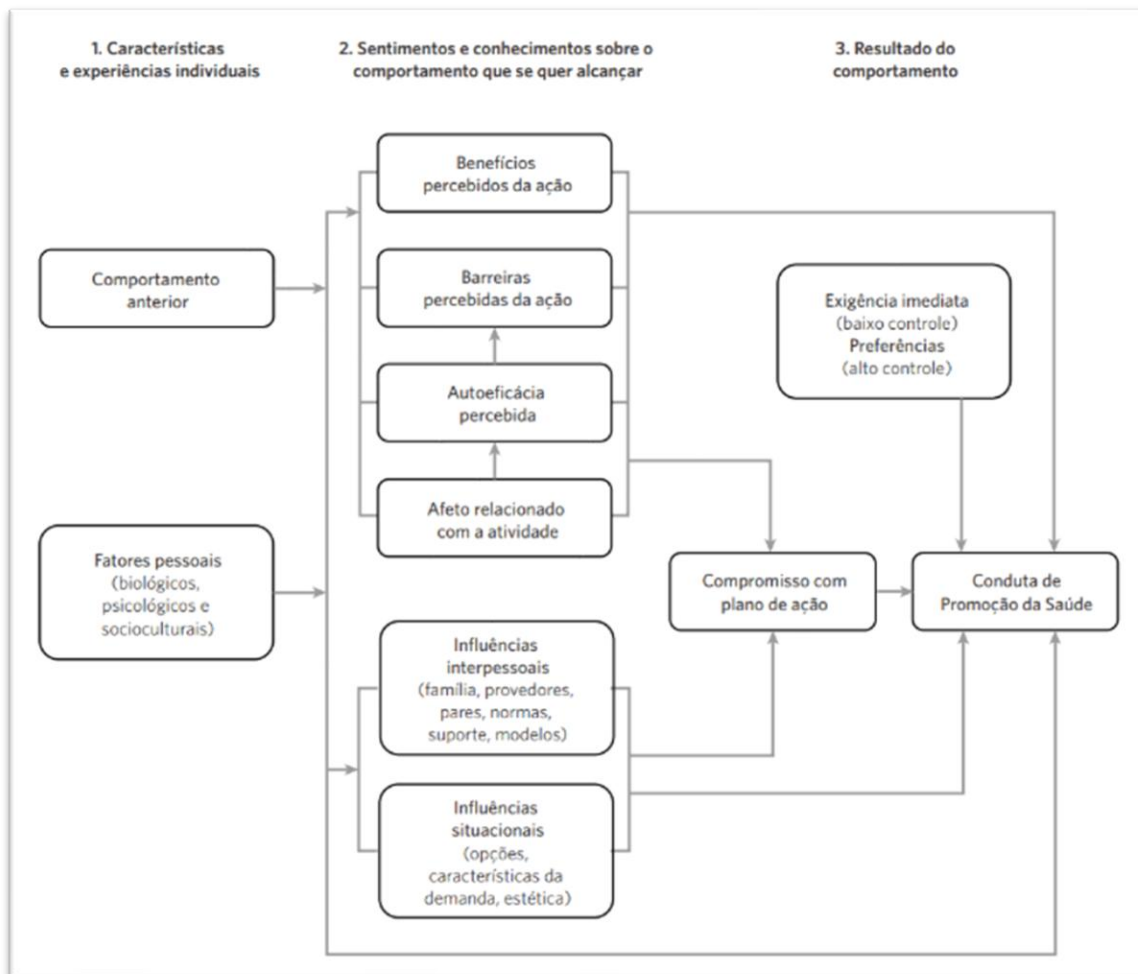 1. Características
e experiências individuais
2. Sentimentos e conhecimentos sobre o
comportamento que se quer alcançar
3. Resultado do
comportamento
Benefícios
percebidos da ação
Comportamento
anterior
Barreiras
percebidas da ação
Exigência imediata
(baixo controle)
Preferências
(alto controle)
Autoeficácia
percebida
Afeto relacionado
com a atividade
Fatores pessoais
(biológicos,
psicológicos e
socioculturais)
Compromisso com
plano de ação
Conduta de
Promoção da Saúde
Influências
interpessoais
(família, provedores,
pares, normas,
suporte, modelos)
Influências
situacionais
(opções,
características da
demanda, estética)